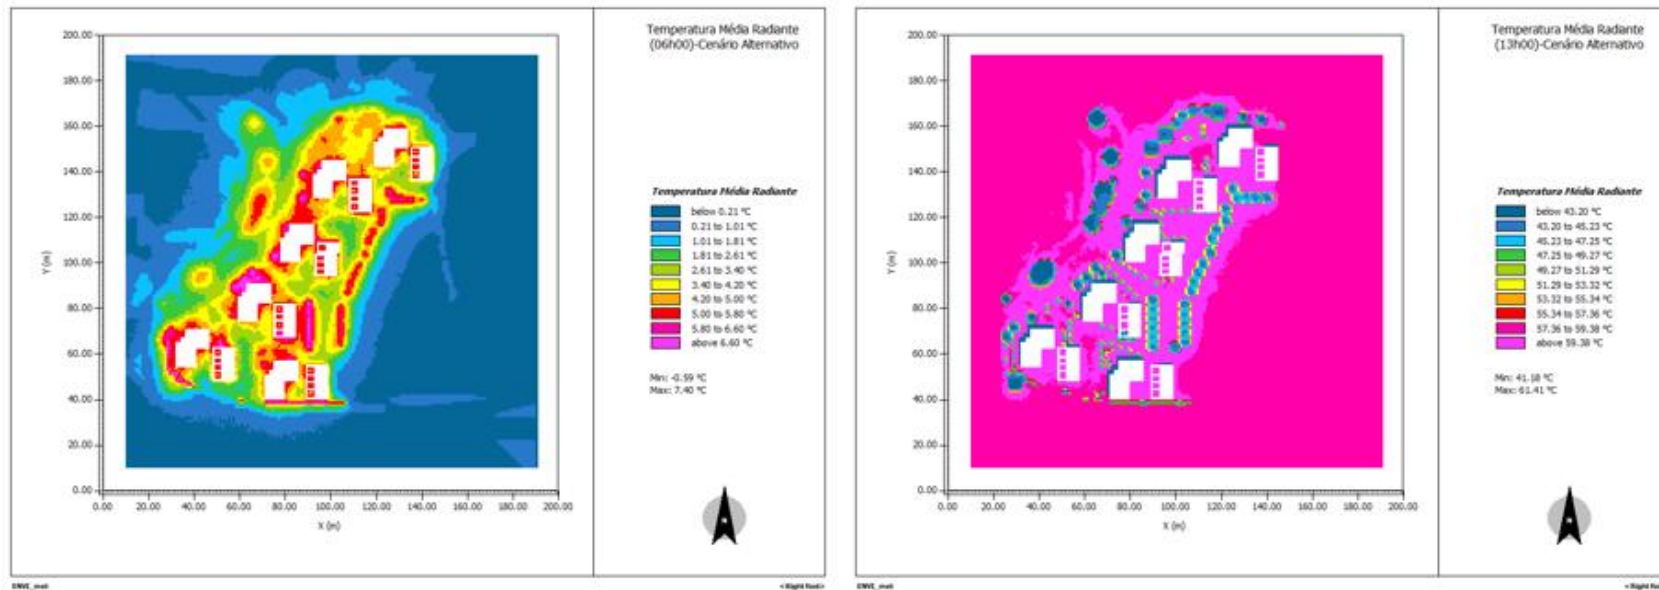 Temperatura Média Radiante
(06h00)-Cenário Alternativo
200.00
180.00
160.00
140.00
120.00
100.00
80.00
60.00
40.00
20.00
0.00
Y (m)
0.00 20.00 40.00 60.00 80.00 100.00 120.00 140.00 160.00 180.00 200.00
X (m)
Temperatura Média Radiante
below 0.21 °C
0.21 to 1.01 °C
1.01 to 1.81 °C
1.81 to 2.61 °C
2.61 to 3.40 °C
3.40 to 4.20 °C
4.20 to 5.00 °C
5.00 to 5.80 °C
5.80 to 6.60 °C
above 6.60 °C
Min: -0.59 °C
Max: 7.40 °C
N
ENVI_met
<Right foot>
Temperatura Média Radiante
(13h00)-Cenário Alternativo
200.00
180.00
160.00
140.00
120.00
100.00
80.00
60.00
40.00
20.00
0.00
Y (m)
0.00 20.00 40.00 60.00 80.00 100.00 120.00 140.00 160.00 180.00 200.00
X (m)
Temperatura Média Radiante
below 43.20 °C
43.20 to 45.23 °C
45.23 to 47.25 °C
47.25 to 49.27 °C
49.27 to 51.29 °C
51.29 to 53.32 °C
53.32 to 55.34 °C
55.34 to 57.36 °C
57.36 to 59.38 °C
above 59.38 °C
Min: 41.18 °C
Max: 61.41 °C
N
ENVI_met